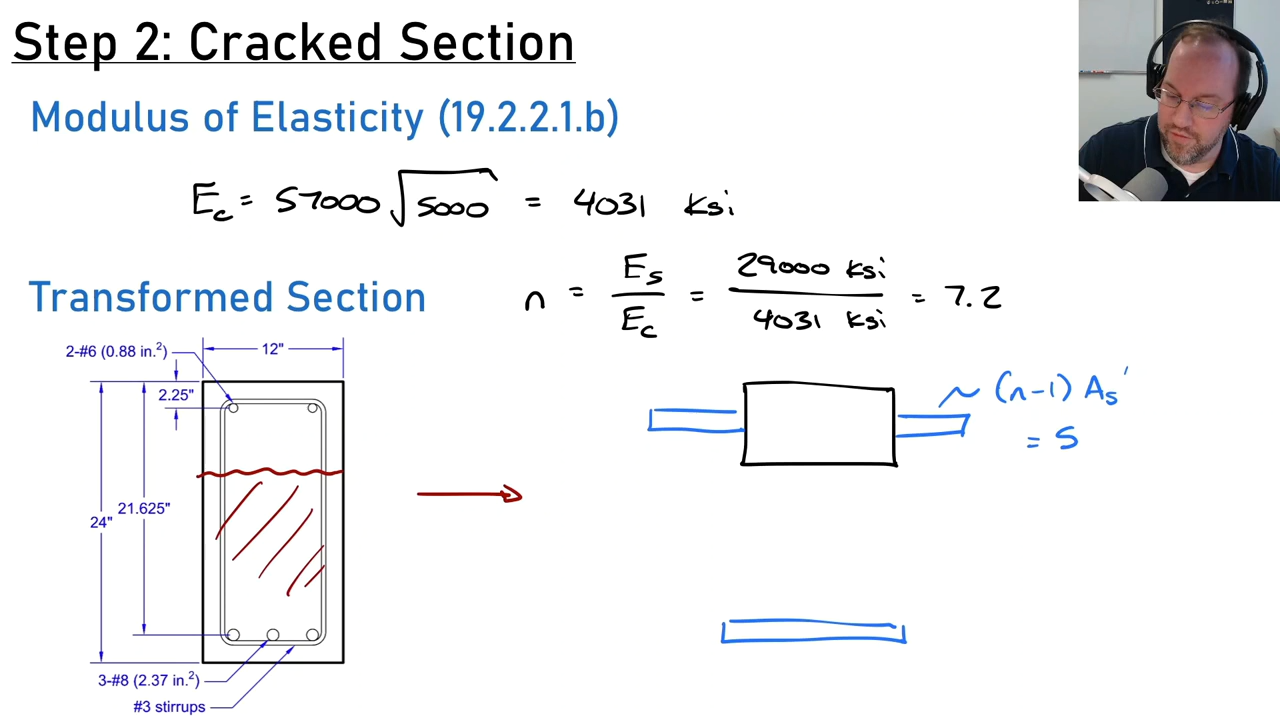 Step 2: Cracked Section
Modulus of Elasticity (19.2.2.1.b)
Ec = 57000 √5000 = 4031 ksi
Transformed Section
n = Es/Ec = 29000 ksi/4031 ksi = 7.2
2-#6 (0.88 in.²)
12"
2.25"
21.625"
24"
3-#8 (2.37 in.²)
#3 stirrups
~ (n-1) As'
= 5